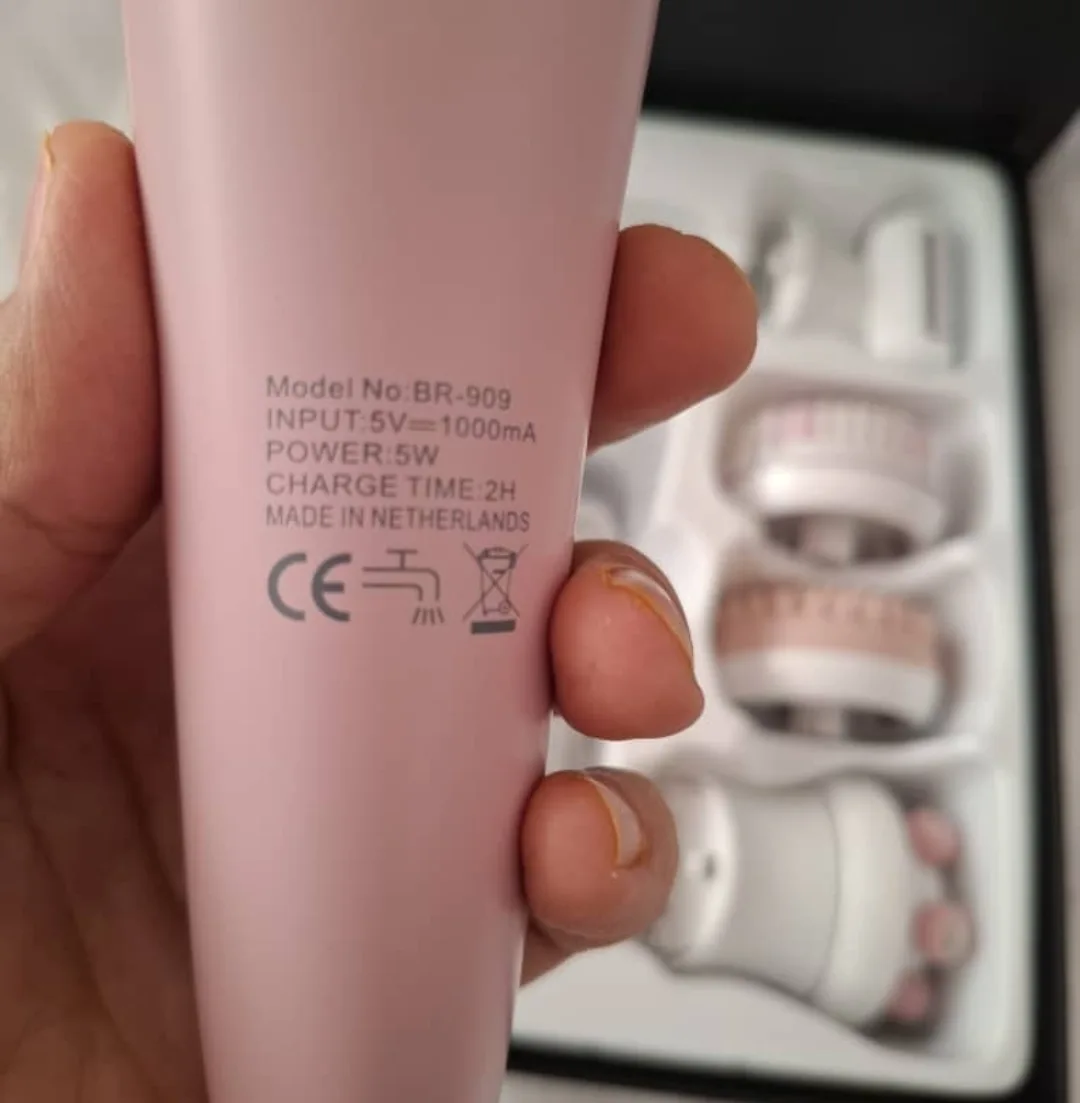 Model No:BR-909
INPUT:5V⎓1000mA
POWER:5W
CHARGE TIME:2H
MADE IN NETHERLANDS
CE